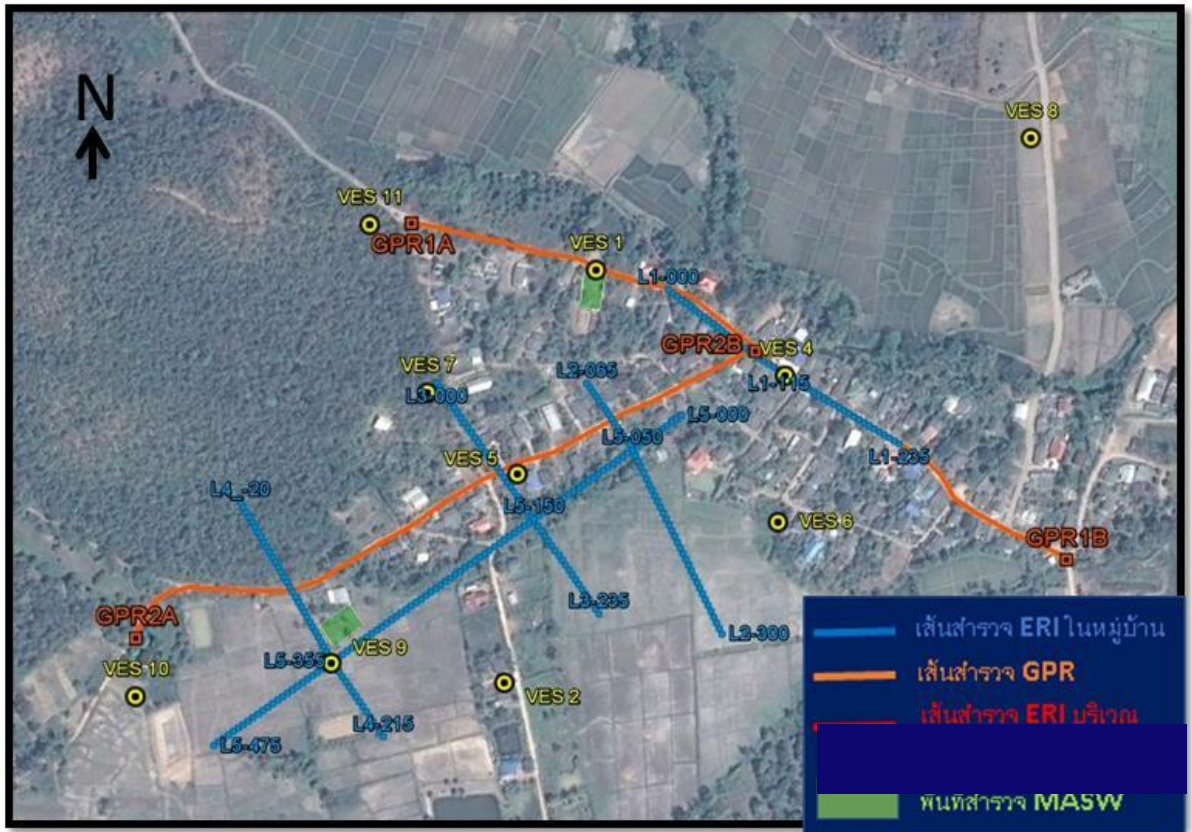 N
VES 8
VES 11
GPR1A
VES 1
L1-000
GPR2B
VES 4
VES 7
L2-065
L1-115
L3-000
L5-000
L5-050
L1-235
VES 5
L4_-20
L5-150
VES 6
GPR1B
L3-235
GPR2A
L2-300
VES 9
L5-355
VES 10
VES 2
L4-215
L5-475
เส้นสำรวจ ERI ในหมู่บ้าน
เส้นสำรวจ GPR
เส้นสำรวจ ERI บริเวณ
พื้นที่สำรวจ MASW